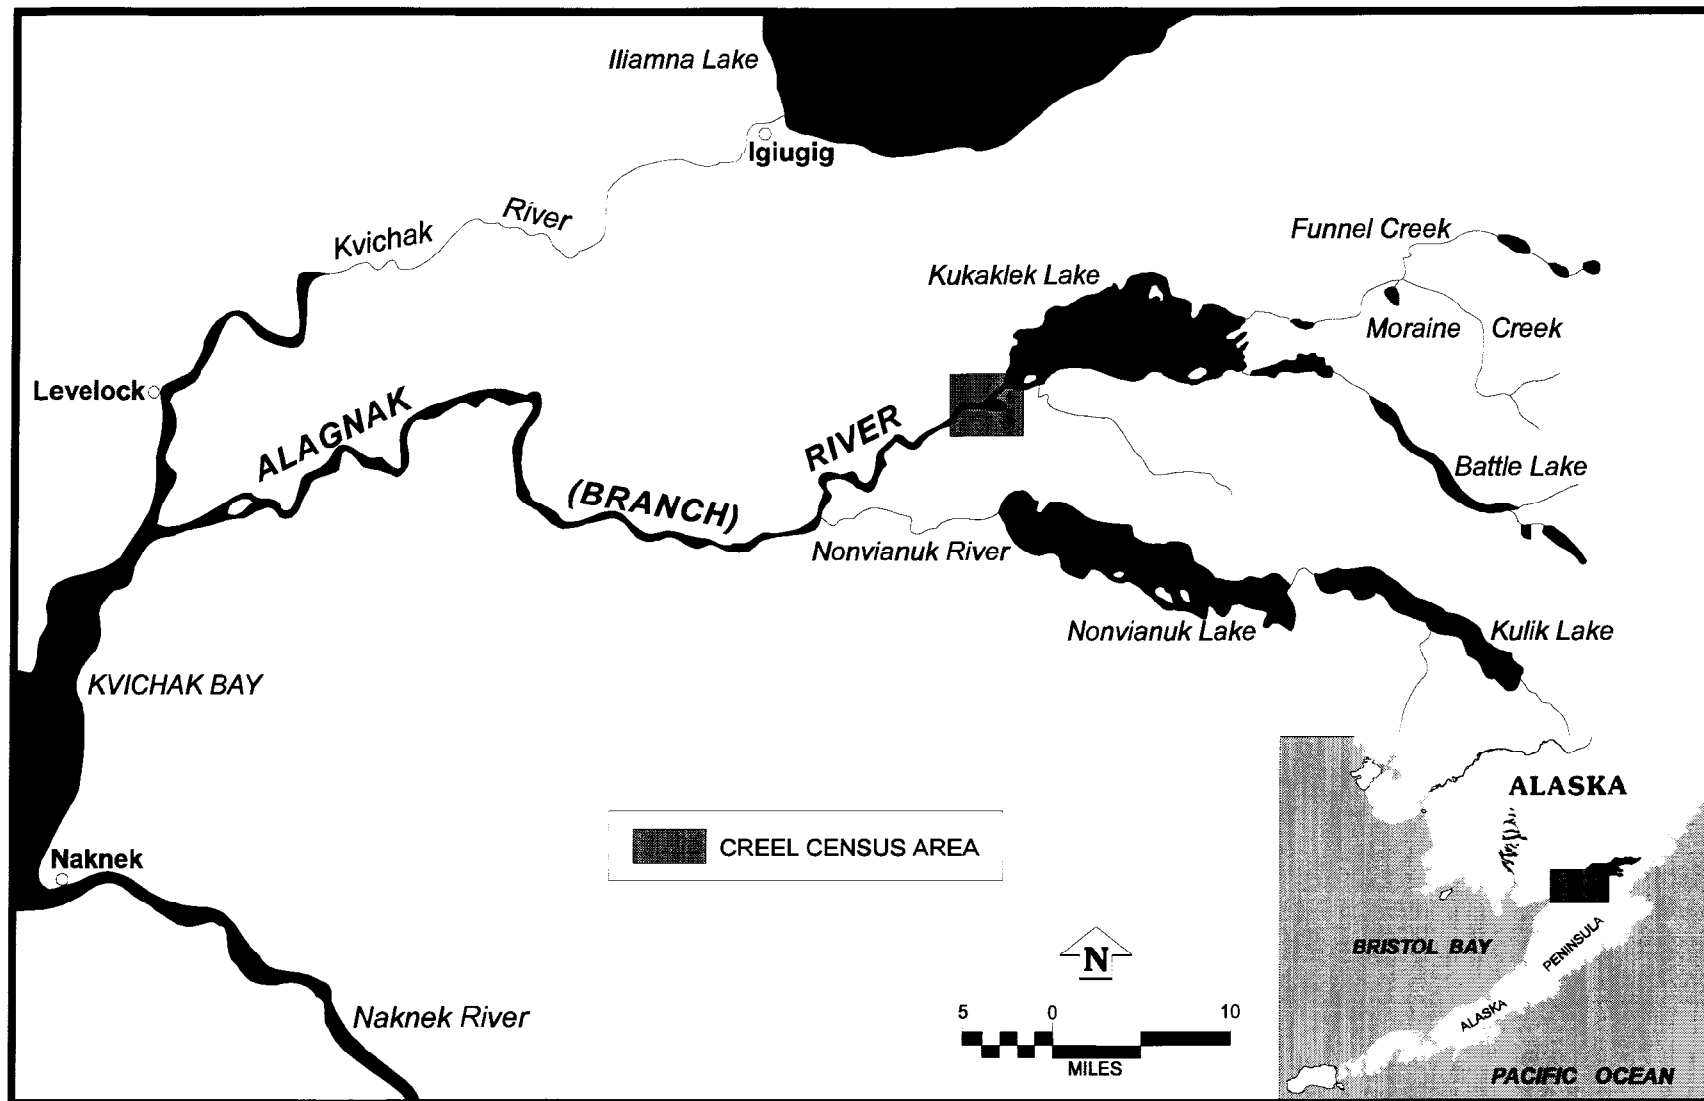 Iliamna Lake
Igiugig
Kvichak River
Funnel Creek
Kukaklek Lake
Moraine Creek
Levelock
ALAGNAK
(BRANCH)
RIVER
Battle Lake
Nonvianuk River
Nonvianuk Lake
Kulik Lake
KVICHAK BAY
Naknek
Naknek River
CREEL CENSUS AREA
N
5 0 10
MILES
ALASKA
BRISTOL BAY
ALASKA PENINSULA
PACIFIC OCEAN